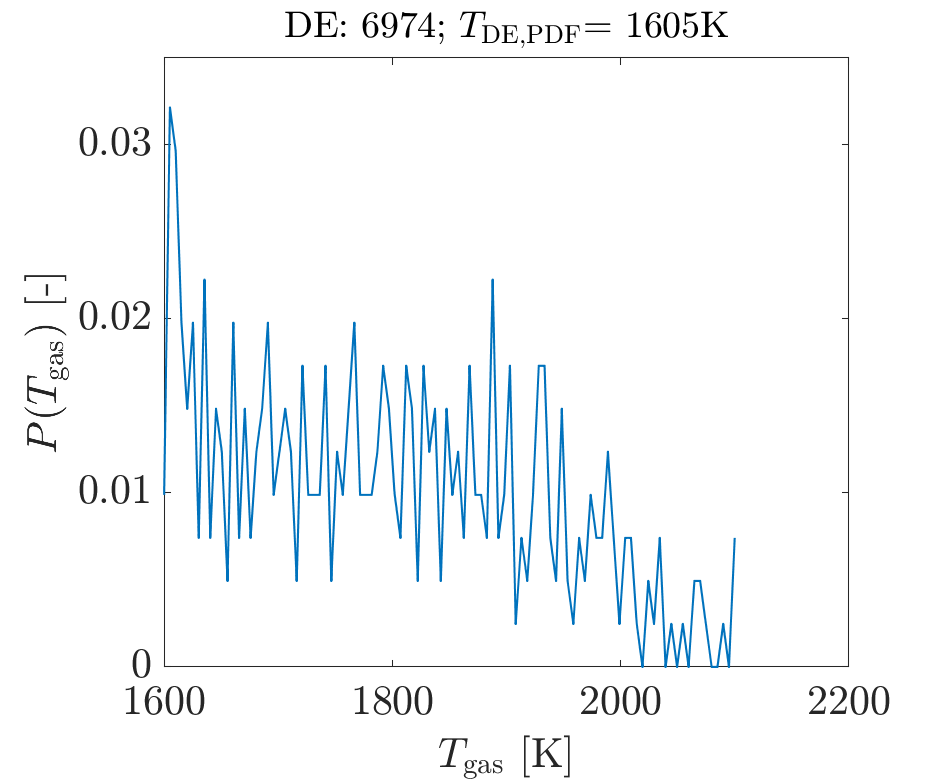 DE: 6974; T_DE,PDF= 1605K
0.03
0.02
0.01
0
1600 1800 2000 2200
P(T_gas) [-]
T_gas [K]